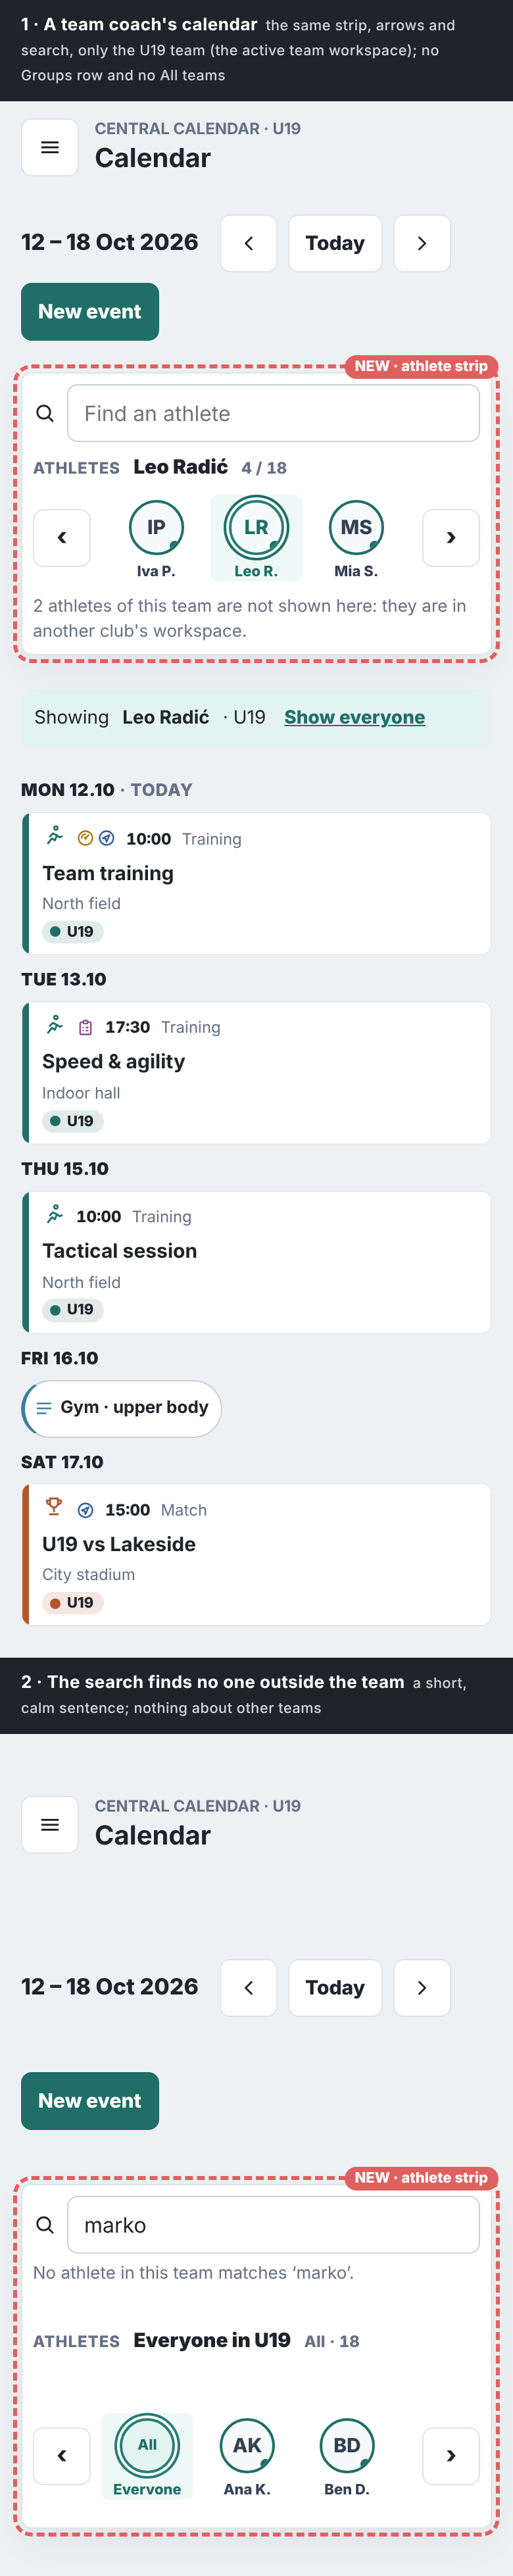 1 · A team coach's calendar the same strip, arrows and
search, only the U19 team (the active team workspace); no
Groups row and no All teams
CENTRAL CALENDAR · U19
Calendar
12 – 18 Oct 2026
Today
New event
NEW · athlete strip
Find an athlete
ATHLETES Leo Radić 4 / 18
IP
LR
MS
Iva P.
Leo R.
Mia S.
2 athletes of this team are not shown here: they are in
another club's workspace.
Showing Leo Radić · U19 Show everyone
MON 12.10 · TODAY
10:00 Training
Team training
North field
U19
TUE 13.10
17:30 Training
Speed & agility
Indoor hall
U19
THU 15.10
10:00 Training
Tactical session
North field
U19
FRI 16.10
Gym · upper body
SAT 17.10
15:00 Match
U19 vs Lakeside
City stadium
U19
2 · The search finds no one outside the team a short,
calm sentence; nothing about other teams
CENTRAL CALENDAR · U19
Calendar
12 – 18 Oct 2026
Today
New event
NEW · athlete strip
marko
No athlete in this team matches ‘marko’.
ATHLETES Everyone in U19 All · 18
All
AK
BD
Everyone
Ana K.
Ben D.